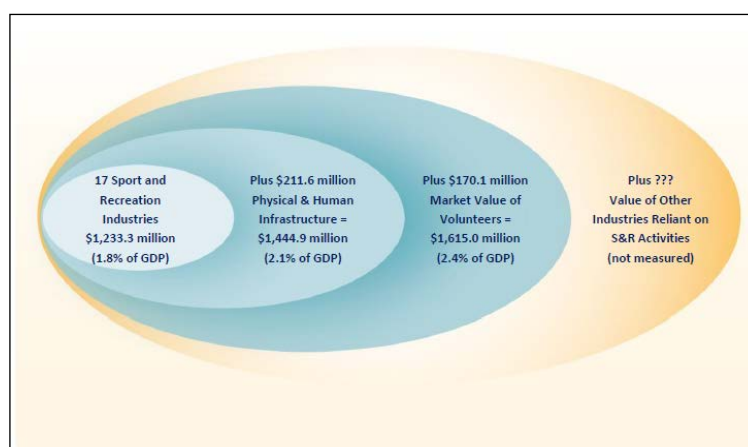 17 Sport and
Recreation
Industries
$1,233.3 million
(1.8% of GDP)
Plus $211.6 million
Physical & Human
Infrastructure =
$1,444.9 million
(2.1% of GDP)
Plus $170.1 million
Market Value of
Volunteers =
$1,615.0 million
(2.4% of GDP)
Plus ???
Value of Other
Industries Reliant on
S&R Activities
(not measured)